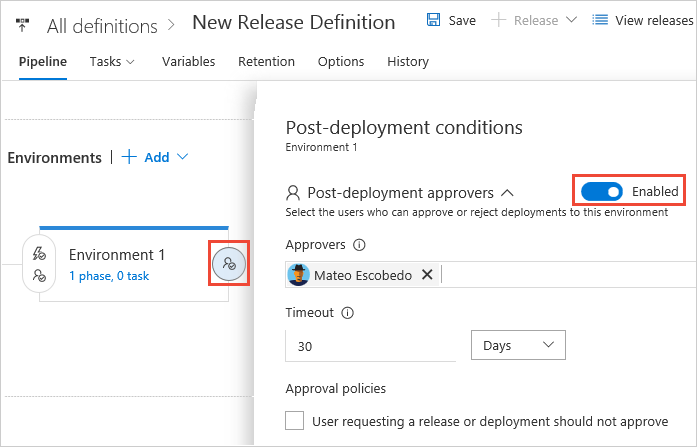 All definitions > New Release Definition
Save
Release
View releases
Pipeline
Tasks
Variables
Retention
Options
History
Environments | + Add
Environment 1
1 phase, 0 task
Post-deployment conditions
Environment 1
Post-deployment approvers
Enabled
Select the users who can approve or reject deployments to this environment
Approvers
Mateo Escobedo
Timeout
30
Days
Approval policies
User requesting a release or deployment should not approve